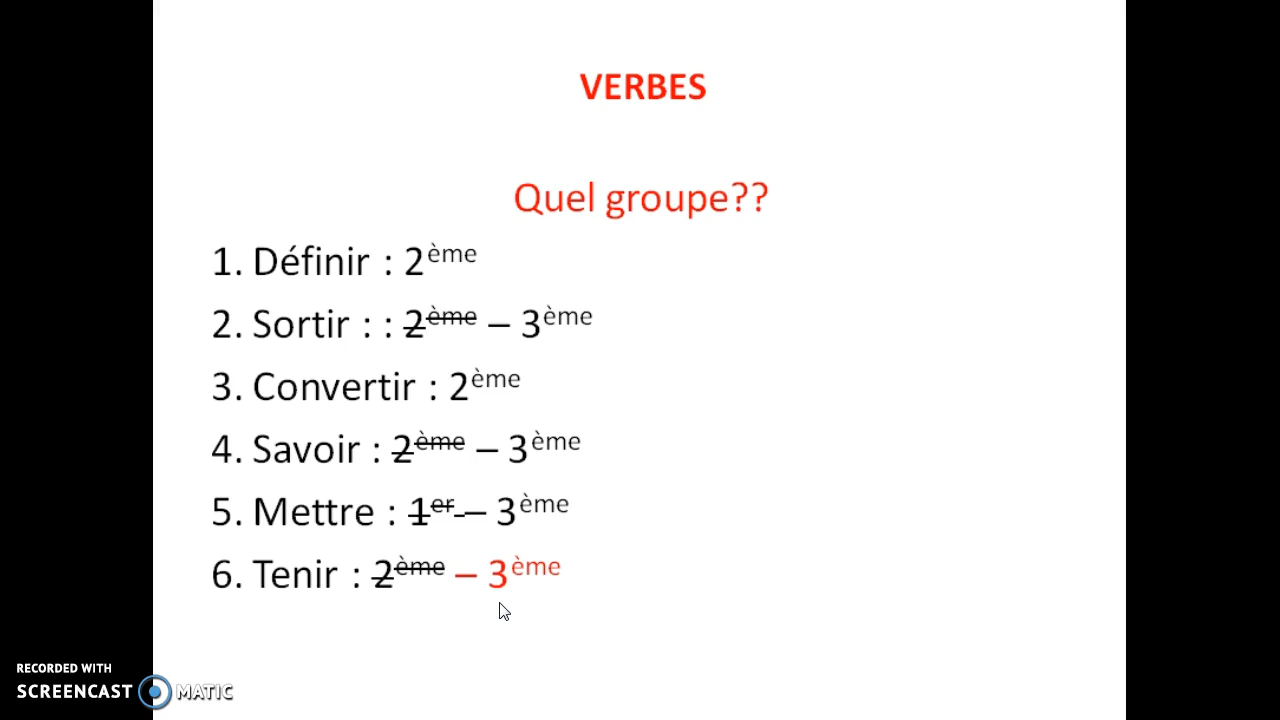 VERBES
Quel groupe??
1. Définir : 2ème
2. Sortir : : 2ème – 3ème
3. Convertir : 2ème
4. Savoir : 2ème – 3ème
5. Mettre : 1er – 3ème
6. Tenir : 2ème – 3ème
RECORDED WITH
SCREENCAST MATIC